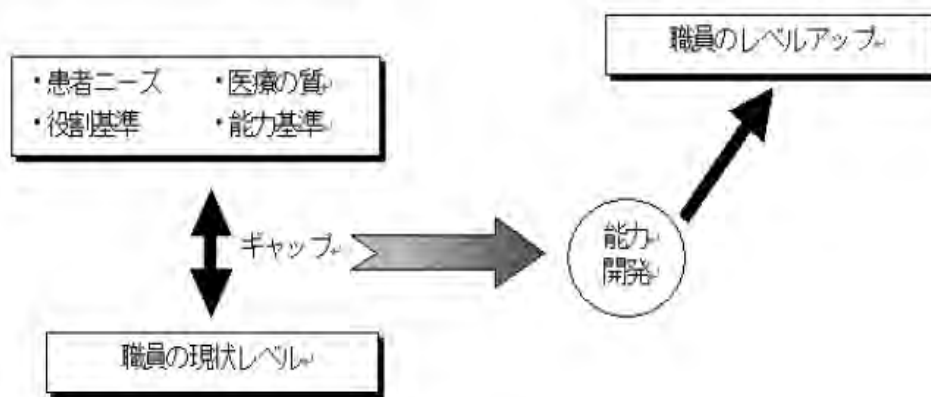 職員のレベルアップ
・患者ニーズ ・医療の質
・役割基準 ・能力基準
ギャップ
能力
開発
職員の現状レベル